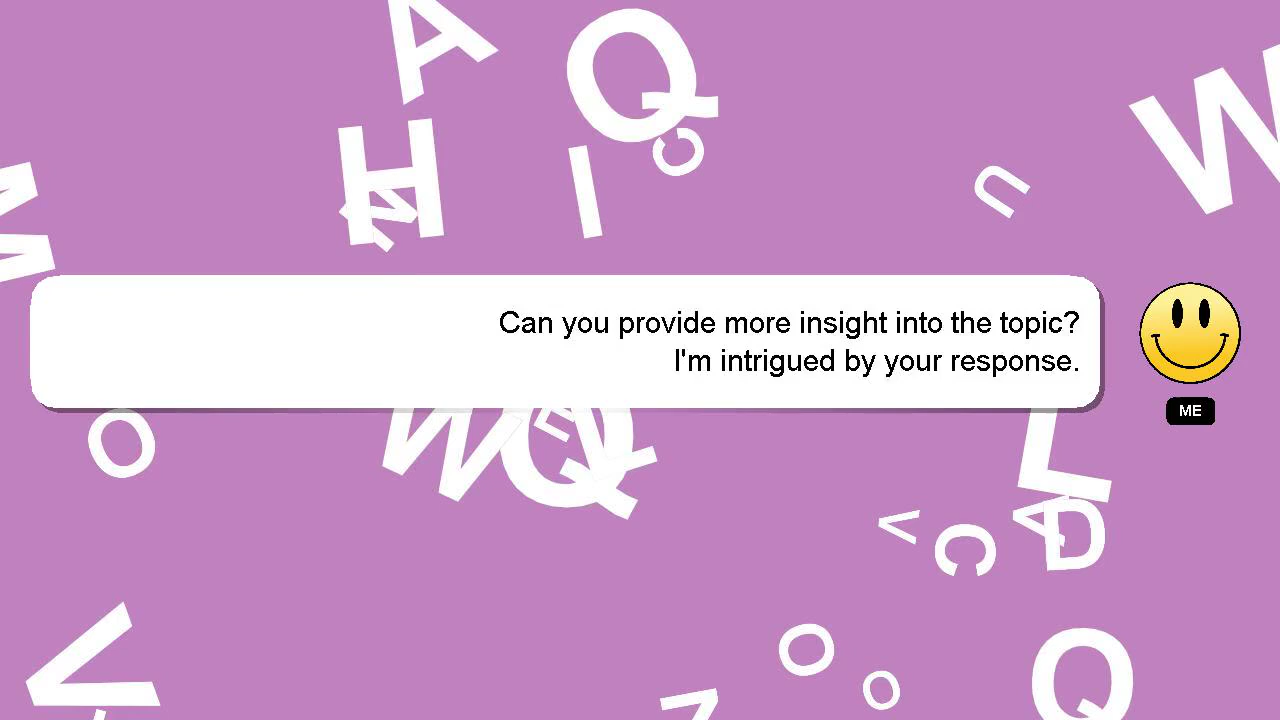 A
Q
W
H
I
C
M
M
U
Can you provide more insight into the topic?
I'm intrigued by your response.
ME
O
W
Q
E
L
L
V
C
A
D
V
O
O
Q